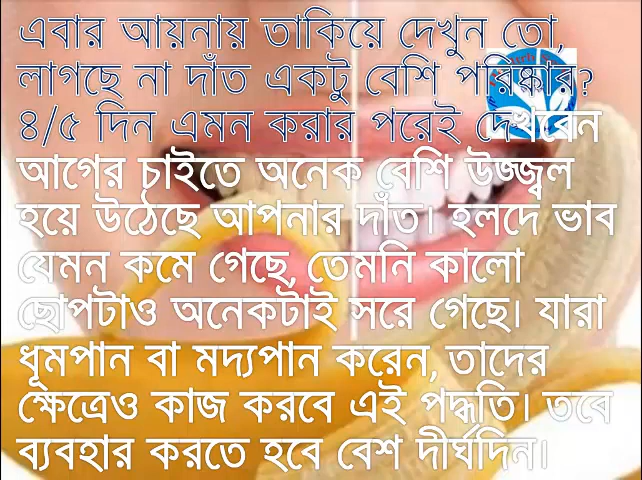 এবার আয়নায় তাকিয়ে দেখুন তো,
লাগছে না দাঁত একটু বেশি পরিষ্কার?
৪/৫ দিন এমন করার পরেই দেখবেন
আগের চাইতে অনেক বেশি উজ্জ্বল
হয়ে উঠেছে আপনার দাঁত। হলদে ভাব
যেমন কমে গেছে, তেমনি কালো
ছোপটাও অনেকটাই সরে গেছে। যারা
ধূমপান বা মদ্যপান করেন, তাদের
ক্ষেত্রেও কাজ করবে এই পদ্ধতি। তবে
ব্যবহার করতে হবে বেশ দীর্ঘদিন।